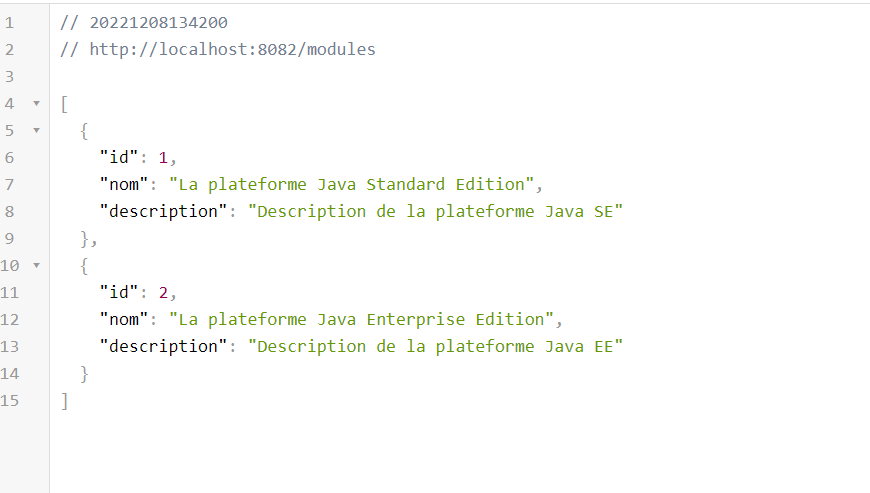 1 // 20221208134200
2 // http://localhost:8082/modules
3
4 [
5 {
6 "id": 1,
7 "nom": "La plateforme Java Standard Edition",
8 "description": "Description de la plateforme Java SE"
9 },
10 {
11 "id": 2,
12 "nom": "La plateforme Java Enterprise Edition",
13 "description": "Description de la plateforme Java EE"
14 }
15 ]